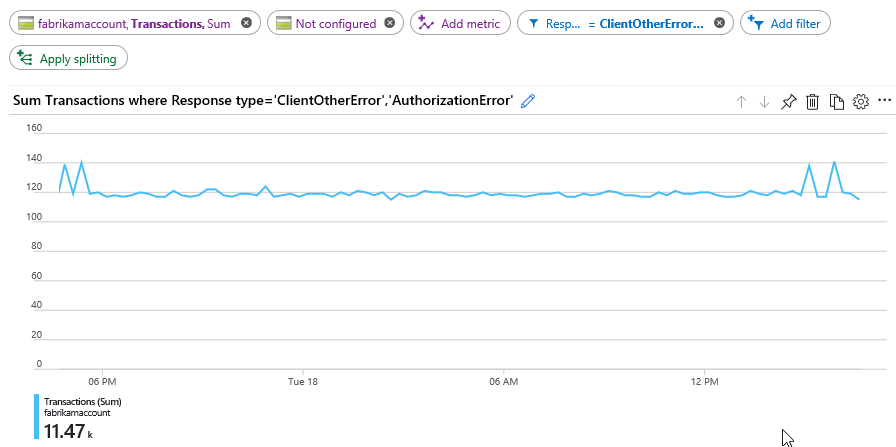 fabrikamaccount, Transactions, Sum
Not configured
Add metric
Resp... = ClientOtherError...
Add filter
Apply splitting
Sum Transactions where Response type='ClientOtherError','AuthorizationError'
160
140
120
100
80
60
40
20
0
06 PM Tue 18 06 AM 12 PM
Transactions (Sum)
fabrikamaccount
11.47 k